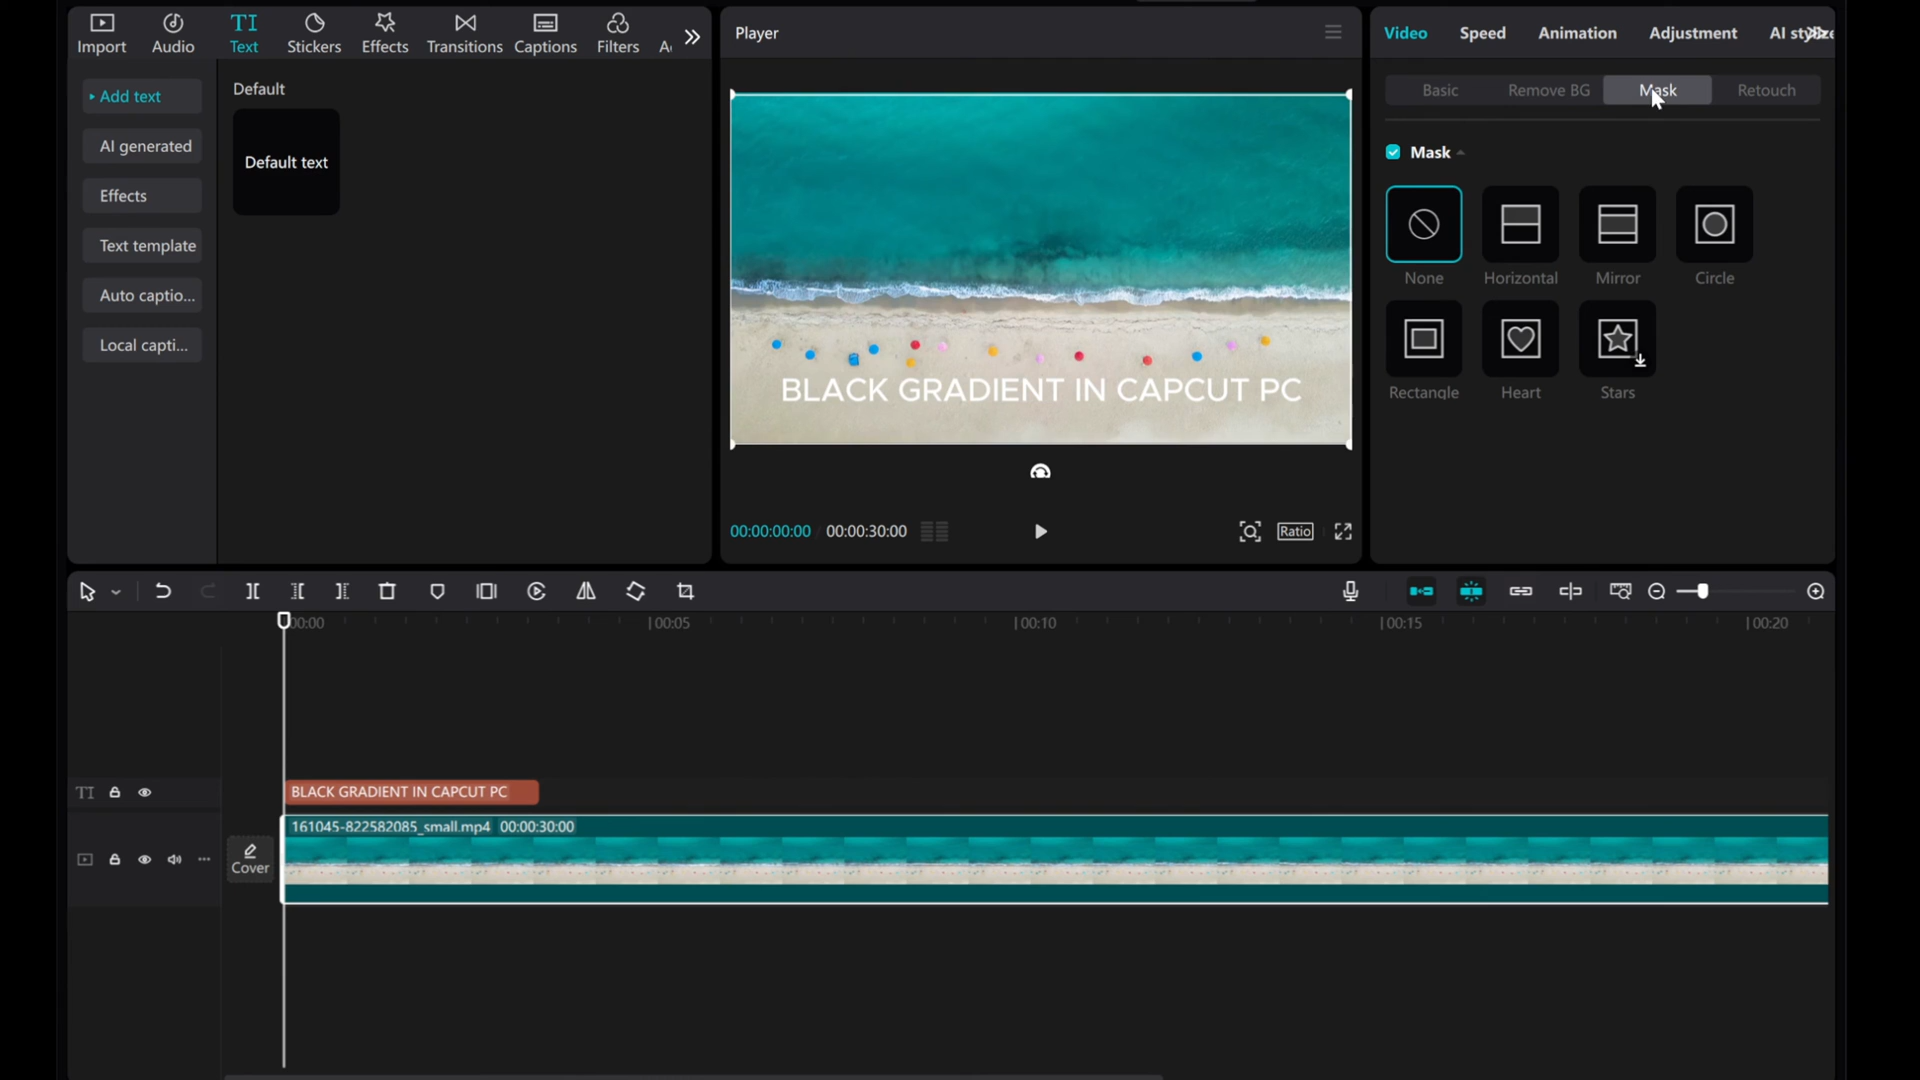 Import
Audio
TI
Text
Stickers
Effects
Transitions
Captions
Filters
Player
Video
Speed
Animation
Adjustment
Add text
AI generated
Effects
Text template
Auto captio...
Local capti...
Default
Default text
BLACK GRADIENT IN CAPCUT PC
00:00:00:00 / 00:00:30:00
Ratio
Basic
Remove BG
Mask
Retouch
Mask
None
Horizontal
Mirror
Circle
Rectangle
Heart
Stars
00:00
00:05
00:10
00:15
00:20
TI
BLACK GRADIENT IN CAPCUT PC
161045-822582085_small.mp4 00:00:30:00
Cover